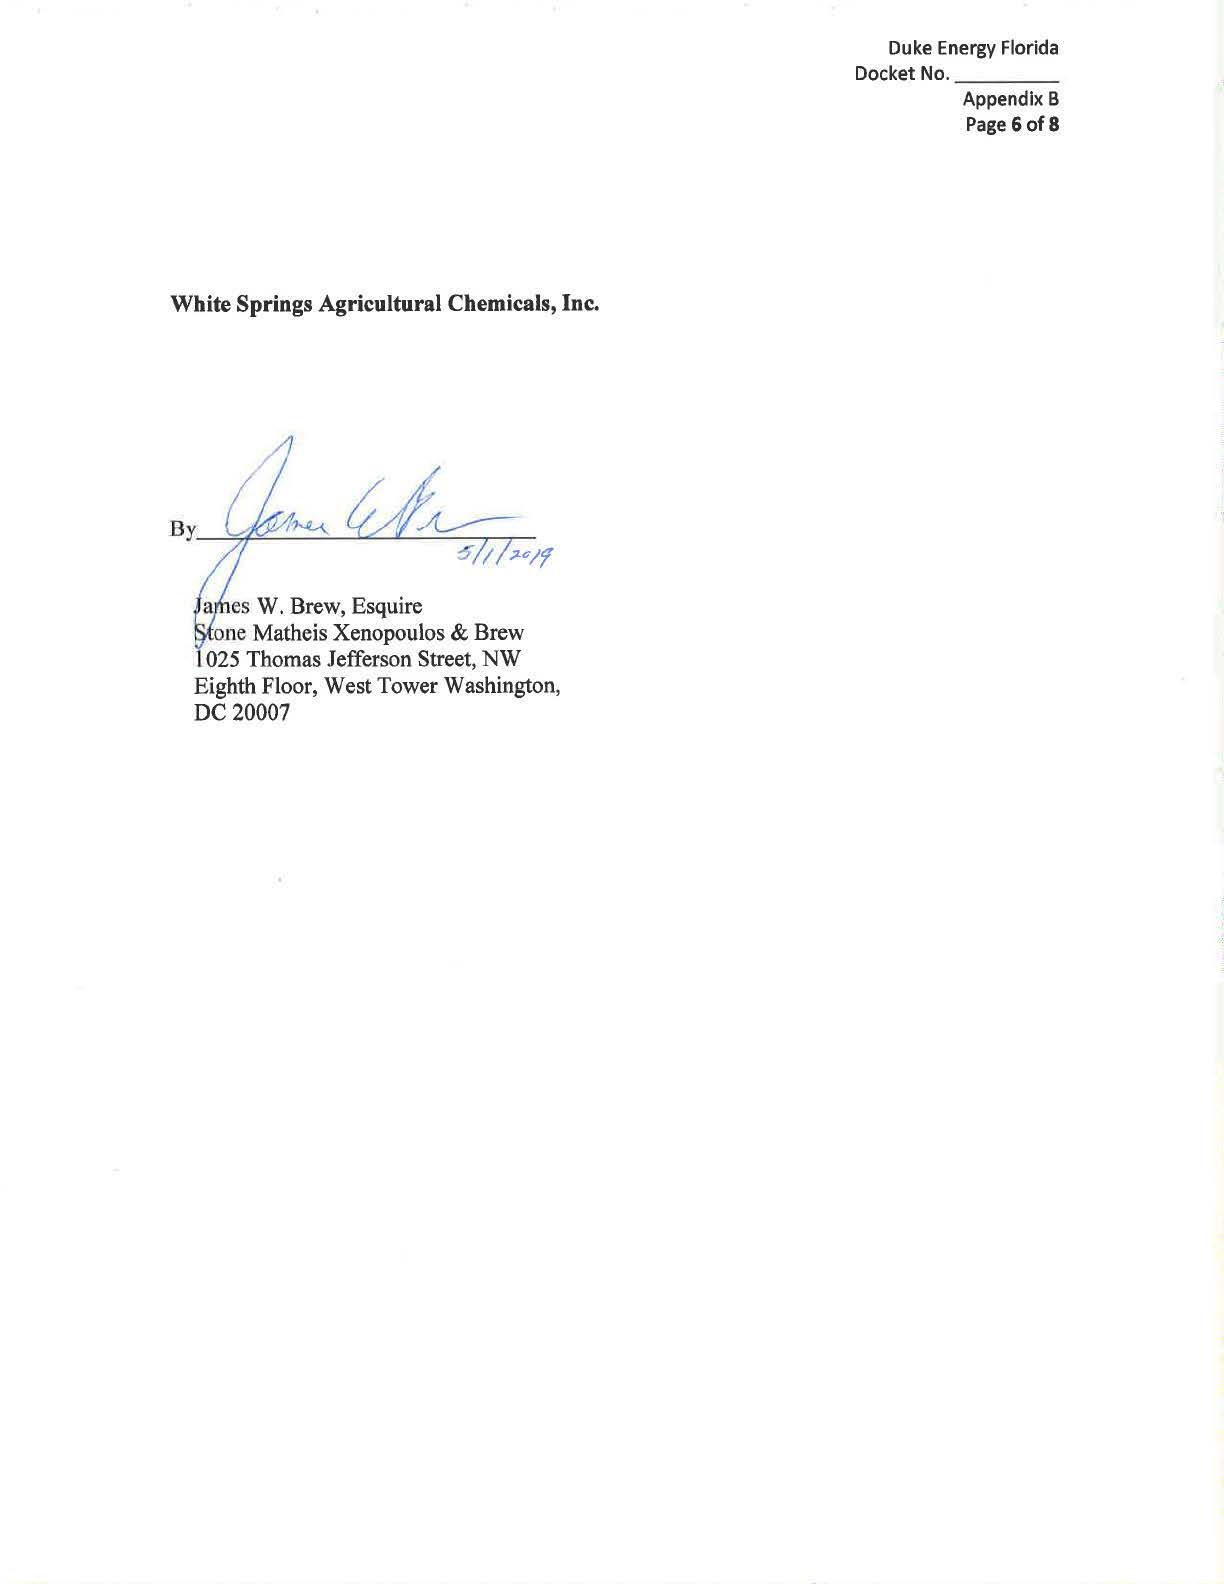 Duke Energy Florida
Docket No. __________
Appendix B
Page 6 of 8
White Springs Agricultural Chemicals, Inc.
By James W. Br
5/1/2019
James W. Brew, Esquire
Stone Matheis Xenopoulos & Brew
1025 Thomas Jefferson Street, NW
Eighth Floor, West Tower Washington,
DC 20007